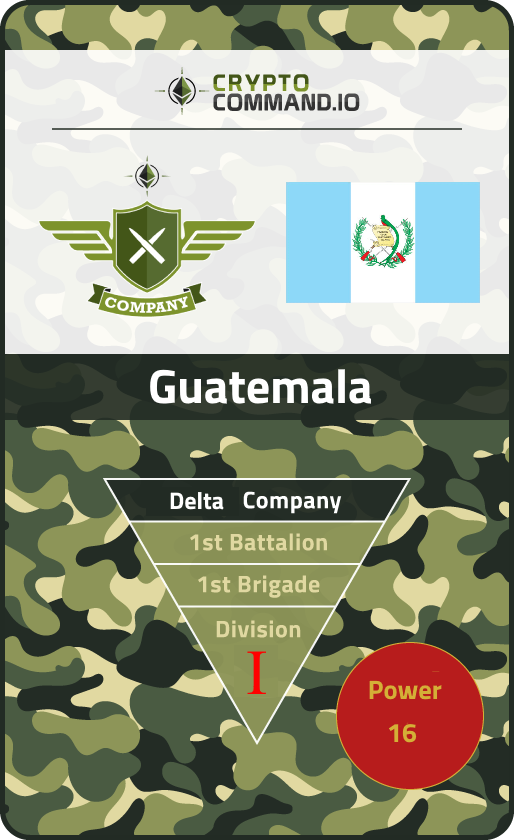 CRYPTO
COMMAND.IO
COMPANY
Guatemala
Delta Company
1st Battalion
1st Brigade
Division
I
Power
16